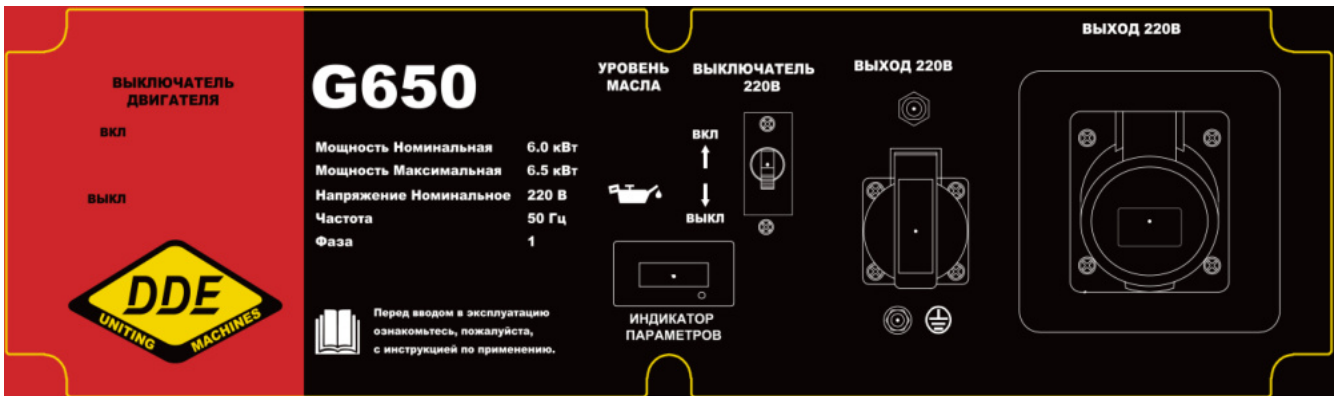 ВЫКЛЮЧАТЕЛЬ
ДВИГАТЕЛЯ
ВКЛ
ВЫКЛ
DDE
UNITING MACHINES
G650
Мощность Номинальная 6.0 кВт
Мощность Максимальная 6.5 кВт
Напряжение Номинальное 220 В
Частота 50 Гц
Фаза 1
Перед вводом в эксплуатацию
ознакомьтесь, пожалуйста,
с инструкцией по применению.
УРОВЕНЬ
МАСЛА
ВЫКЛЮЧАТЕЛЬ
220В
ВКЛ
ВЫКЛ
ИНДИКАТОР
ПАРАМЕТРОВ
ВЫХОД 220В
ВЫХОД 220В